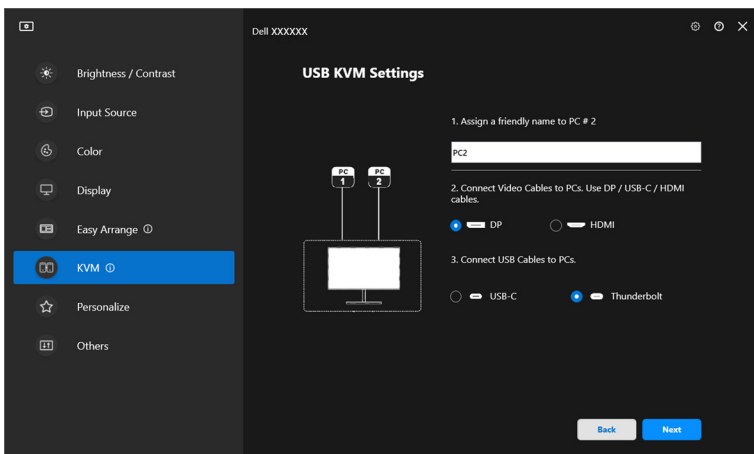 Dell XXXXXX
Brightness / Contrast
Input Source
Color
Display
Easy Arrange
KVM
Personalize
Others
USB KVM Settings
PC
1
PC
2
1. Assign a friendly name to PC # 2
PC2
2. Connect Video Cables to PCs. Use DP / USB-C / HDMI
cables.
DP
HDMI
3. Connect USB Cables to PCs.
USB-C
Thunderbolt
Back
Next